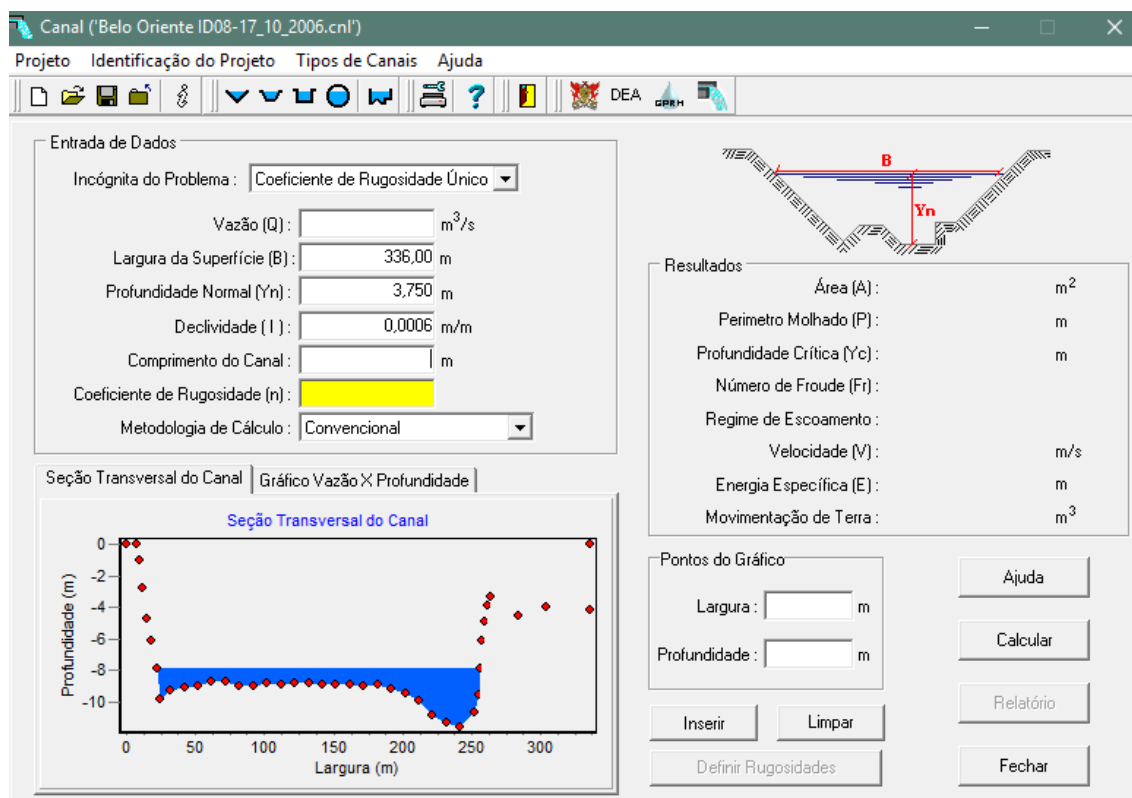 Canal ('Belo Oriente ID08-17_10_2006.cnl')
Projeto Identificação do Projeto Tipos de Canais Ajuda
DEA GPRH
Entrada de Dados
Incógnita do Problema : Coeficiente de Rugosidade Único
Vazão (Q) : m3/s
Largura da Superfície (B) : 336,00 m
Profundidade Normal (Yn) : 3,750 m
Declividade ( I ) : 0,0006 m/m
Comprimento do Canal : m
Coeficiente de Rugosidade (n) :
Metodologia de Cálculo : Convencional
B
Yn
Resultados
Área (A) : m2
Perimetro Molhado (P) : m
Profundidade Crítica (Yc) : m
Número de Froude (Fr) :
Regime de Escoamento :
Velocidade (V) : m/s
Energia Específica (E) : m
Movimentação de Terra : m3
Seção Transversal do Canal Gráfico Vazão X Profundidade
Seção Transversal do Canal
Profundidade (m)
0
-2
-4
-6
-8
-10
0 50 100 150 200 250 300
Largura (m)
Pontos do Gráfico
Largura : m
Profundidade : m
Inserir Limpar
Definir Rugosidades
Ajuda
Calcular
Relatório
Fechar